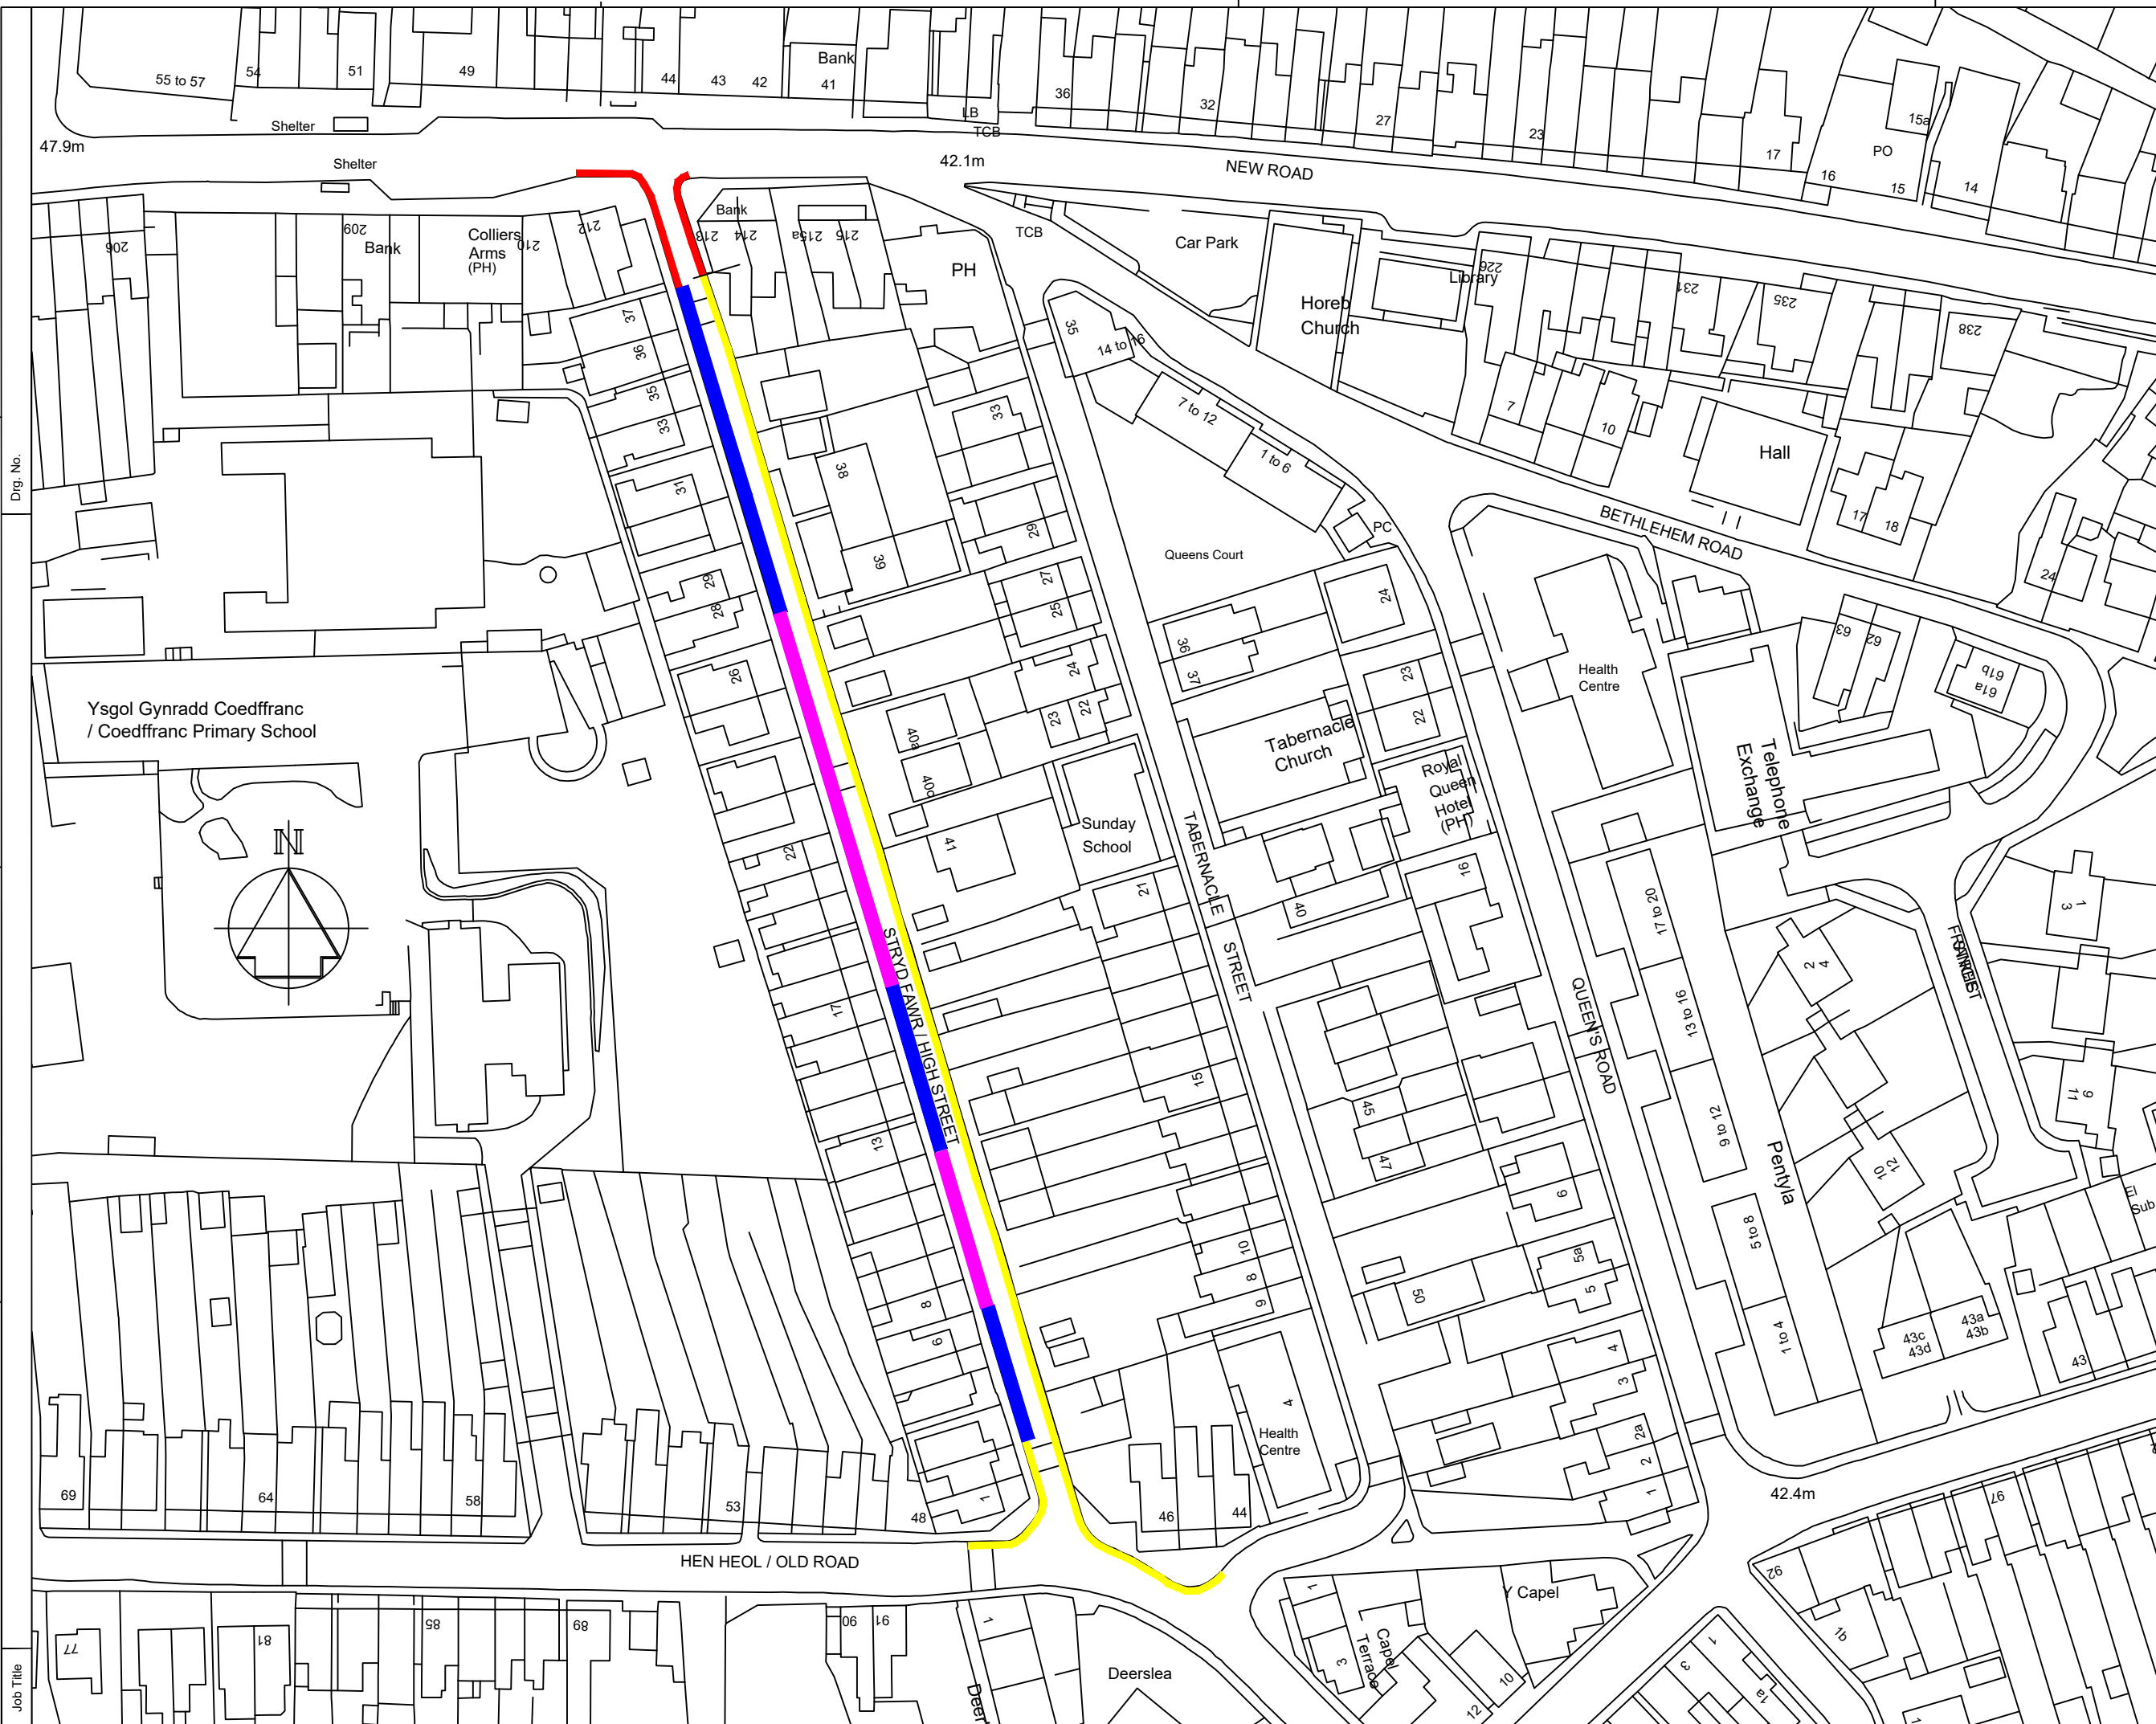 55 to 57
54
51
49
44
43
42
Bank
41
LB
TCB
36
32
27
23
17
16
PO
15a
15
14
47.9m
Shelter
Shelter
42.1m
NEW ROAD
206
209
Bank
Colliers
Arms
(PH)
210
212
Bank
213
214
215a
215
PH
TCB
Car Park
Horeb
Church
Library
226
231
235
238
37
36
35
33
31
29
28
26
22
17
13
8
6
1
38
39
33
29
27
25
24
23
22
40a
40c
41
Sunday
School
21
15
10
8
6
4
Health
Centre
35
14 to 16
7 to 12
1 to 6
PC
Queens Court
7
10
Hall
17
18
24
BETHLEHEM ROAD
36
37
24
23
22
Tabernacle
Church
Royal
Queen
Hotel
(PH)
Health
Centre
63
62
61b
61a
Telephone
Exchange
Drg. No.
Ysgol Gynradd Coedffranc
/ Coedffranc Primary School
N
TABERNACLE
STREET
40
16
45
47
50
6
5a
5
4
3
2a
2
1
QUEEN'S ROAD
17 to 20
13 to 16
9 to 12
5 to 8
1 to 4
Pentyla
2
4
10
12
1
3
9
11
El
Sub
43c
43d
43a
43b
43
STRYD FAWR / HIGH STREET
69
64
58
53
48
46
44
42.4m
HEN HEOL / OLD ROAD
77
81
85
89
90
91
1
Deer
Deerslea
1
3
Capel
Terrace
Y Capel
10
12
92
97
1b
1
3
1a
1
Job Title